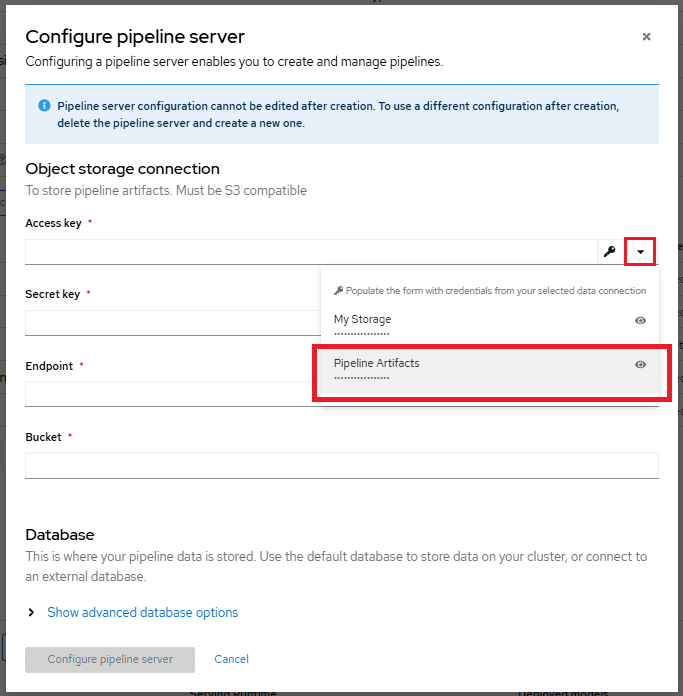 Configure pipeline server
Configuring a pipeline server enables you to create and manage pipelines.
Pipeline server configuration cannot be edited after creation. To use a different configuration after creation,
delete the pipeline server and create a new one.
Object storage connection
To store pipeline artifacts. Must be S3 compatible
Access key *
Populate the form with credentials from your selected data connection
Secret key *
My Storage
•••••••••••••••••
Endpoint *
Pipeline Artifacts
•••••••••••••••••
Bucket *
Database
This is where your pipeline data is stored. Use the default database to store data on your cluster, or connect to
an external database.
Show advanced database options
Configure pipeline server
Cancel
Serving Runtime
Deployed models